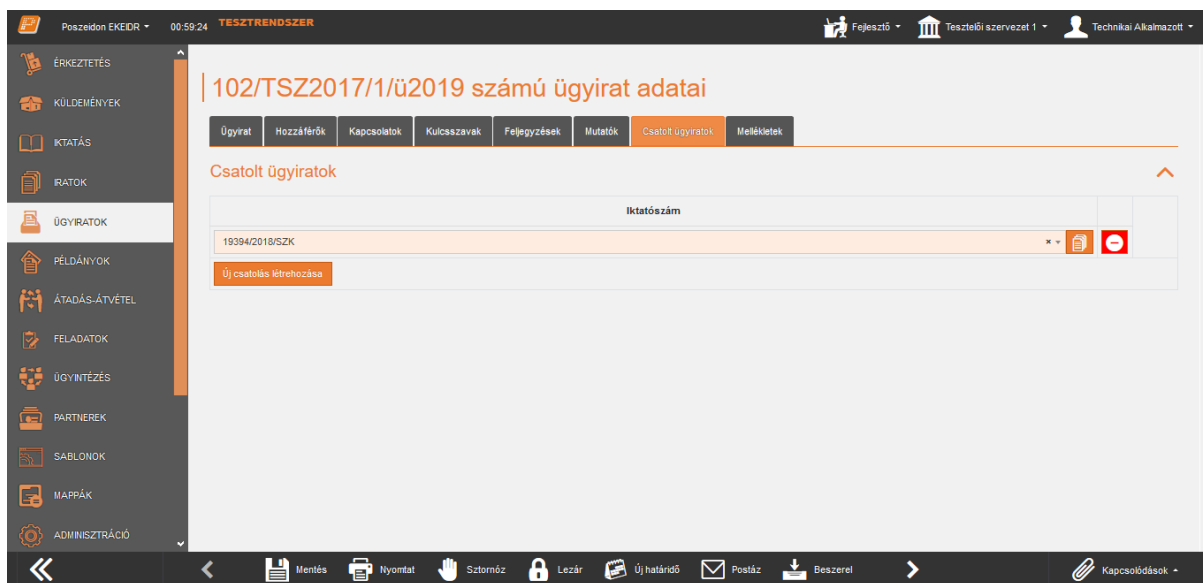 Poszeidon EKEIDR
00:59:24
TESZTRENDSZER
Fejlesztő
Tesztelői szervezet 1
Technikai Alkalmazott
ÉRKEZTETÉS
KÜLDEMÉNYEK
IKTATÁS
IRATOK
ÜGYIRATOK
PÉLDÁNYOK
ÁTADÁS-ÁTVÉTEL
FELADATOK
ÜGYINTÉZÉS
PARTNEREK
SABLONOK
MAPPÁK
ADMINISZTRÁCIÓ
102/TSZ2017/1/ü2019 számú ügyirat adatai
Ügyirat
Hozzáférők
Kapcsolatok
Kulcsszavak
Feljegyzések
Mutatók
Csatolt ügyiratok
Mellékletek
Csatolt ügyiratok
Iktatószám
19394/2018/SZK
Új csatolás létrehozása
Mentés
Nyomtat
Sztornóz
Lezár
Új határidő
Postáz
Beszerel
Kapcsolódások